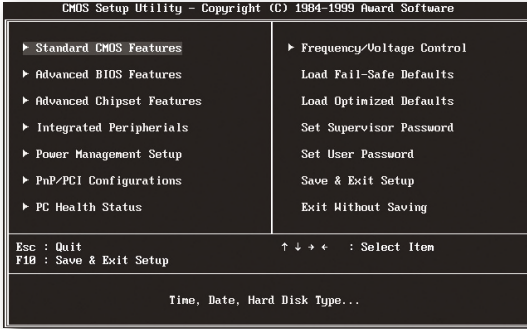 CMOS Setup Utility - Copyright (C) 1984-1999 Award Software
▶ Standard CMOS Features
▶ Advanced BIOS Features
▶ Advanced Chipset Features
▶ Integrated Peripherials
▶ Power Management Setup
▶ PnP/PCI Configurations
▶ PC Health Status
▶ Frequency/Voltage Control
Load Fail-Safe Defaults
Load Optimized Defaults
Set Supervisor Password
Set User Password
Save & Exit Setup
Exit Without Saving
Esc : Quit
F10 : Save & Exit Setup
↑ ↓ → ← : Select Item
Time, Date, Hard Disk Type...